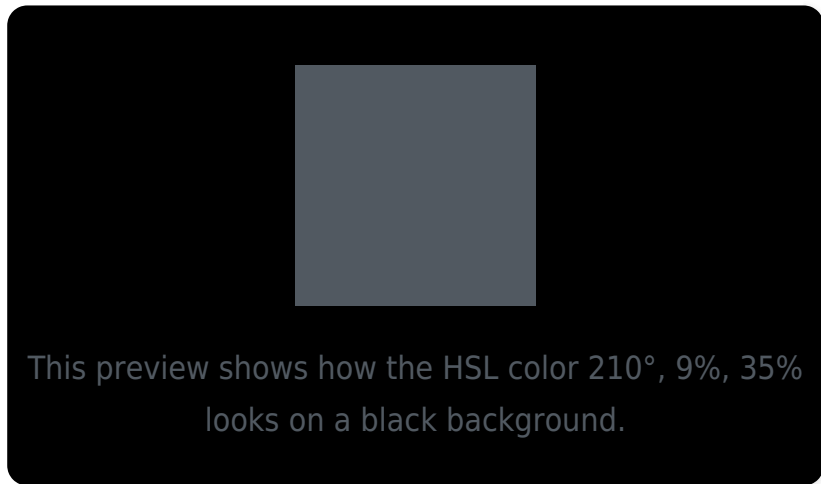 This preview shows how the HSL color 210°, 9%, 35%
looks on a black background.